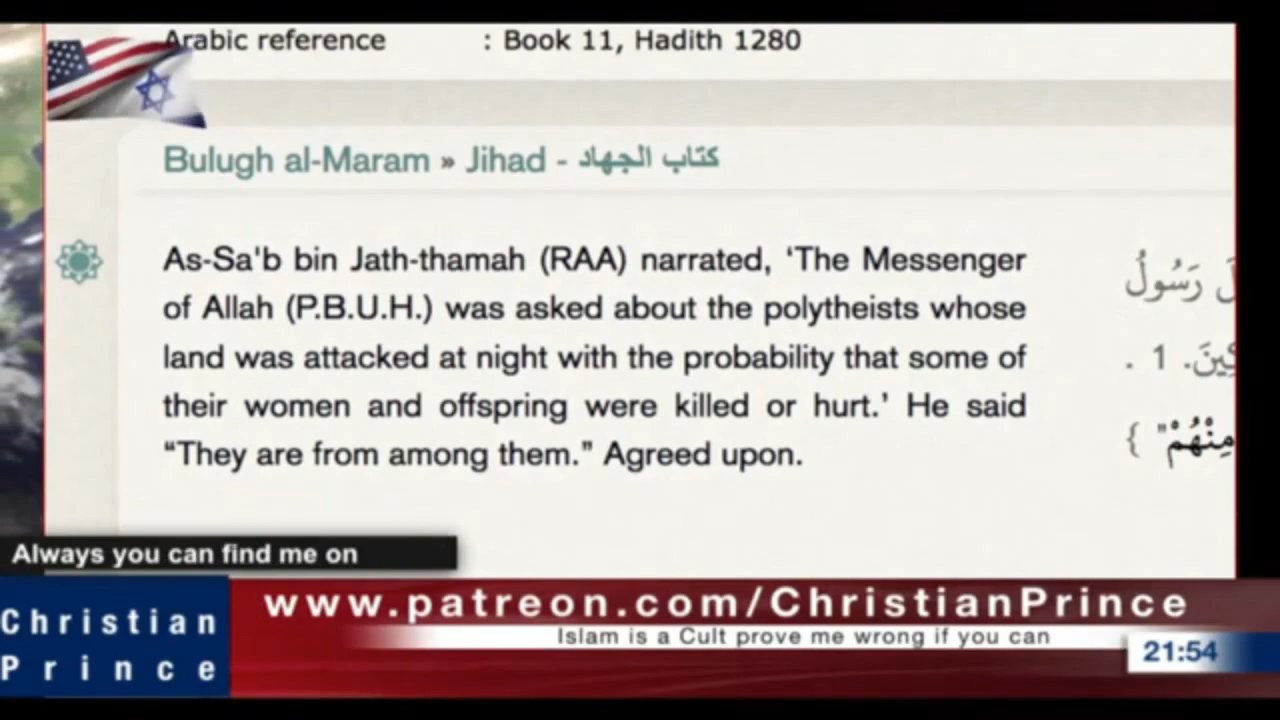 Arabic reference : Book 11, Hadith 1280
Bulugh al-Maram » Jihad - كتاب الجهاد
As-Sa'b bin Jath-thamah (RAA) narrated, ‘The Messenger
of Allah (P.B.U.H.) was asked about the polytheists whose
land was attacked at night with the probability that some of
their women and offspring were killed or hurt.’ He said
“They are from among them.” Agreed upon.
رَسُولُ
. 1 .
مِنْهُمْ" }
Always you can find me on
www.patreon.com/ChristianPrince
Islam is a Cult prove me wrong if you can
Christian
Prince
21:54